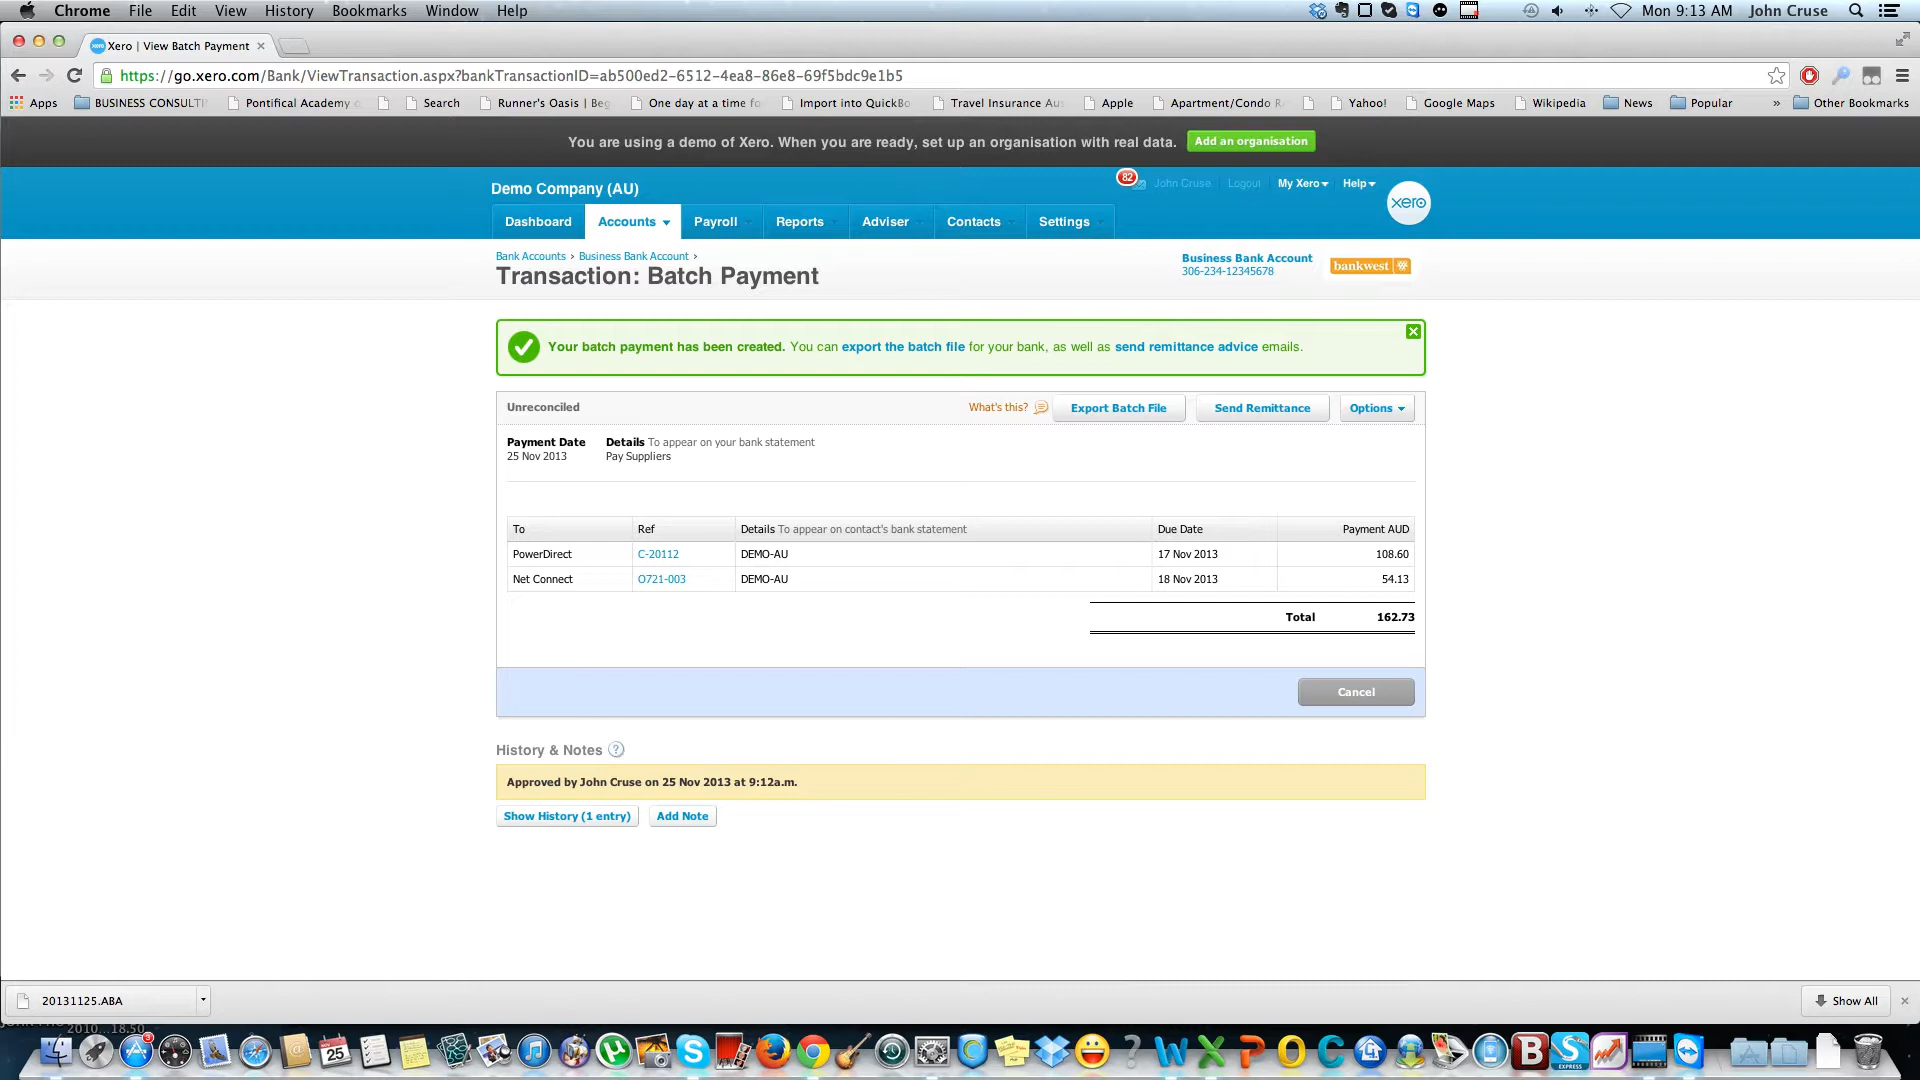 Chrome File Edit View History Bookmarks Window Help Mon 9:13 AM John Cruse
Xero | View Batch Payment
https://go.xero.com/Bank/ViewTransaction.aspx?bankTransactionID=ab500ed2-6512-4ea8-86e8-69f5bdc9e1b5
Apps BUSINESS CONSULTI Pontifical Academy Search Runner's Oasis | Beg One day at a time fo Import into QuickBo Travel Insurance Aus Apple Apartment/Condo R Yahoo! Google Maps Wikipedia News Popular » Other Bookmarks
You are using a demo of Xero. When you are ready, set up an organisation with real data. Add an organisation
Demo Company (AU) 82 John Cruse Logout My Xero Help xero
Dashboard Accounts Payroll Reports Adviser Contacts Settings
Bank Accounts › Business Bank Account ›
Transaction: Batch Payment
Business Bank Account
306-234-12345678
bankwest
Your batch payment has been created. You can export the batch file for your bank, as well as send remittance advice emails.
Unreconciled What's this? Export Batch File Send Remittance Options
Payment Date Details To appear on your bank statement
25 Nov 2013 Pay Suppliers
To Ref Details To appear on contact's bank statement Due Date Payment AUD
PowerDirect C-20112 DEMO-AU 17 Nov 2013 108.60
Net Connect O721-003 DEMO-AU 18 Nov 2013 54.13
Total 162.73
Cancel
History & Notes ?
Approved by John Cruse on 25 Nov 2013 at 9:12a.m.
Show History (1 entry) Add Note
20131125.ABA Show All
2010...18.50
3 25 EXPRESS